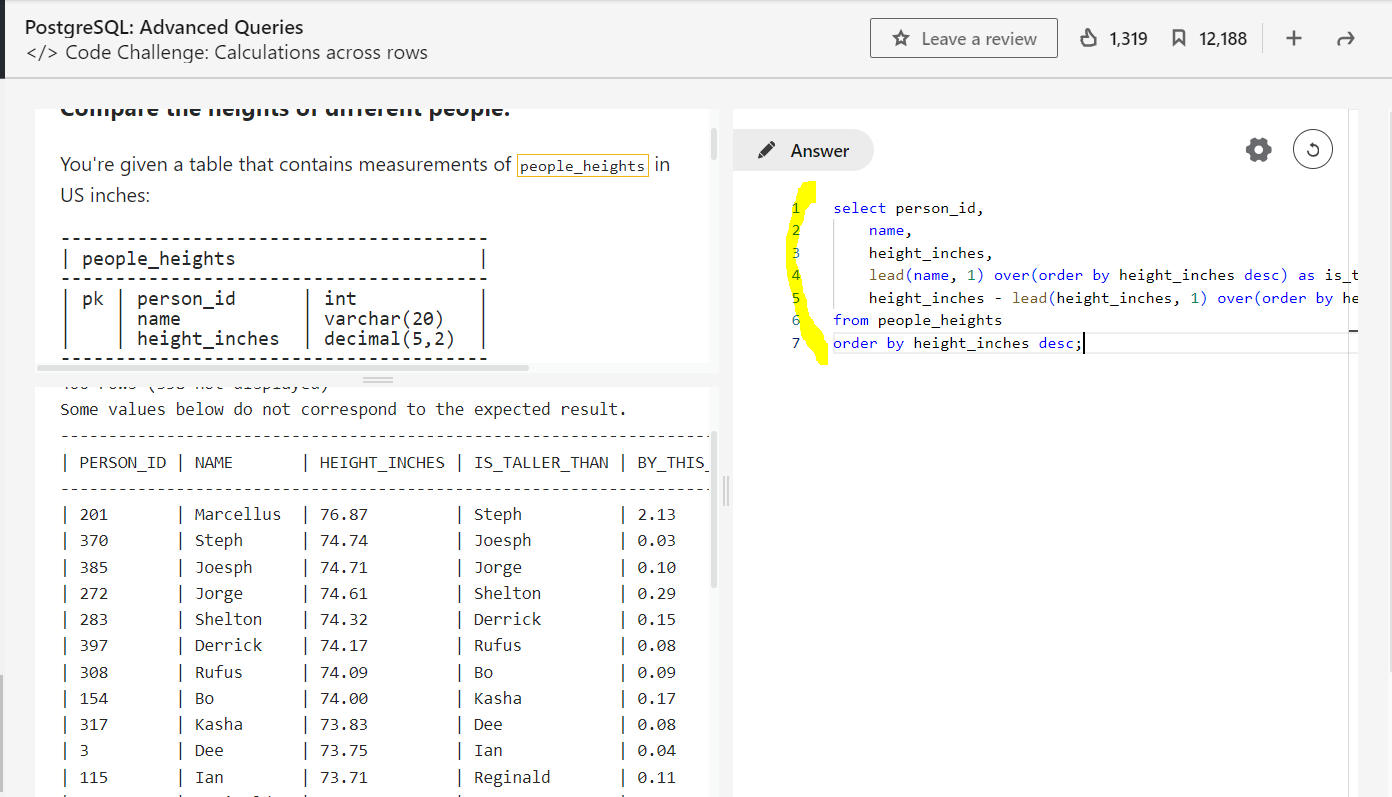 PostgreSQL: Advanced Queries
</> Code Challenge: Calculations across rows
Leave a review
1,319
12,188
Compare the heights of different people.
You're given a table that contains measurements of people_heights in
US inches:
---------------------------------------
| people_heights |
---------------------------------------
| pk | person_id | int |
| | name | varchar(20) |
| | height_inches | decimal(5,2) |
---------------------------------------
Some values below do not correspond to the expected result.
| PERSON_ID | NAME | HEIGHT_INCHES | IS_TALLER_THAN | BY_THIS_
| 201 | Marcellus | 76.87 | Steph | 2.13
| 370 | Steph | 74.74 | Joesph | 0.03
| 385 | Joesph | 74.71 | Jorge | 0.10
| 272 | Jorge | 74.61 | Shelton | 0.29
| 283 | Shelton | 74.32 | Derrick | 0.15
| 397 | Derrick | 74.17 | Rufus | 0.08
| 308 | Rufus | 74.09 | Bo | 0.09
| 154 | Bo | 74.00 | Kasha | 0.17
| 317 | Kasha | 73.83 | Dee | 0.08
| 3 | Dee | 73.75 | Ian | 0.04
| 115 | Ian | 73.71 | Reginald | 0.11
Answer
1 select person_id,
2 name,
3 height_inches,
4 lead(name, 1) over(order by height_inches desc) as is_t
5 height_inches - lead(height_inches, 1) over(order by he
6 from people_heights
7 order by height_inches desc;